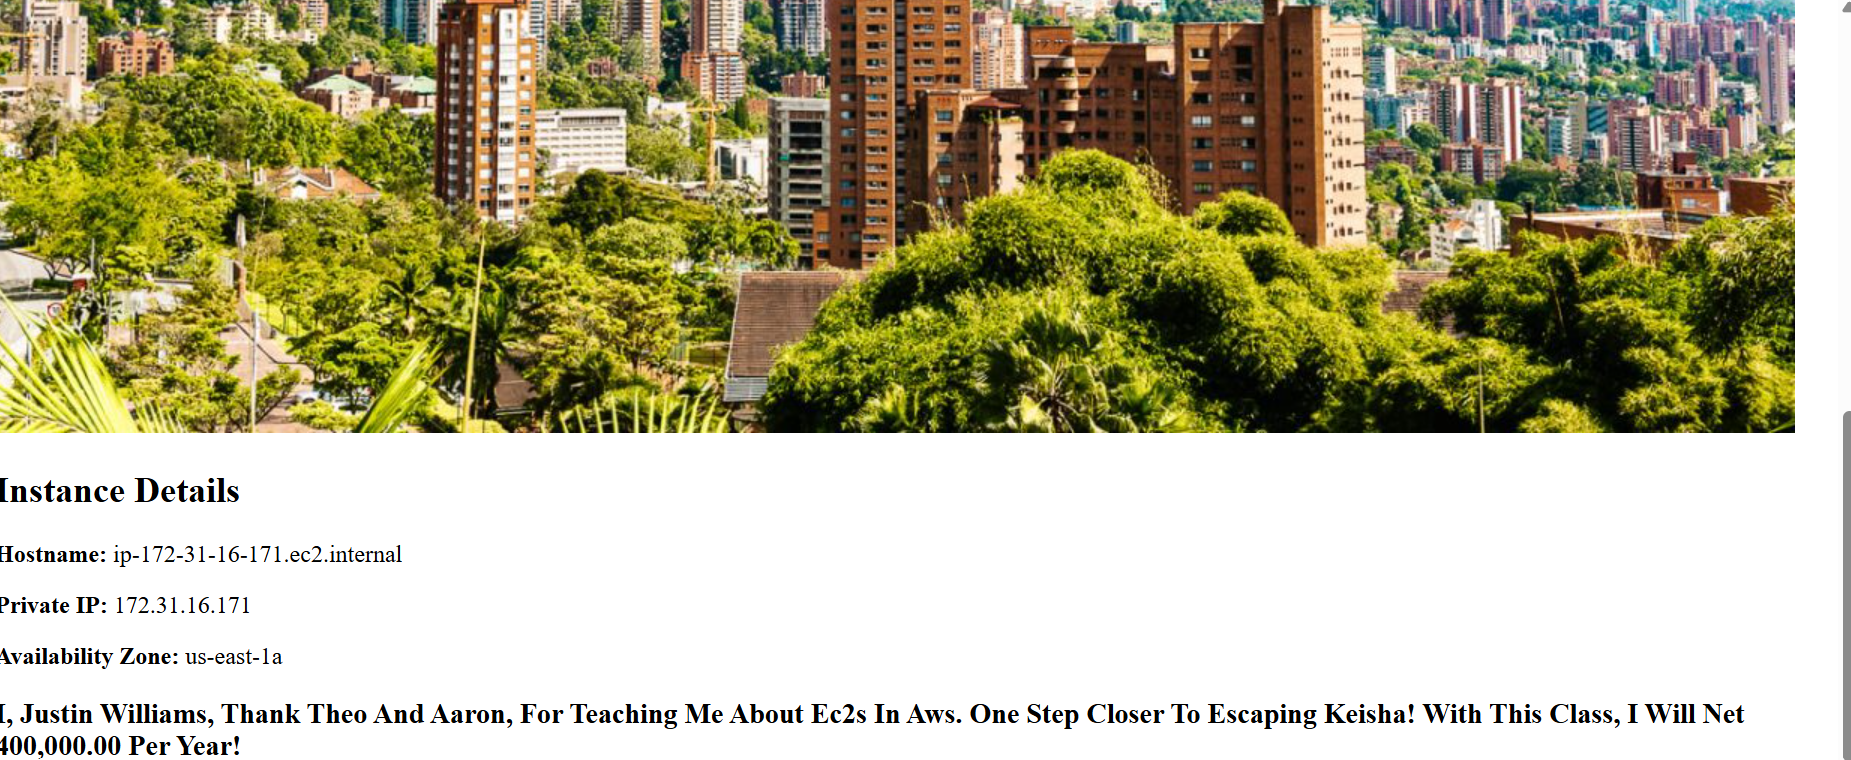 Instance Details
Hostname: ip-172-31-16-171.ec2.internal
Private IP: 172.31.16.171
Availability Zone: us-east-1a
I, Justin Williams, Thank Theo And Aaron, For Teaching Me About Ec2s In Aws. One Step Closer To Escaping Keisha! With This Class, I Will Net
400,000.00 Per Year!